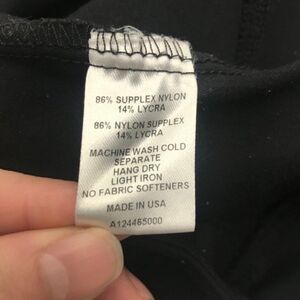 86% SUPPLEX NYLON
14% LYCRA
86% NYLON SUPPLEX
14% LYCRA
MACHINE WASH COLD
SEPARATE
HANG DRY
LIGHT IRON
NO FABRIC SOFTENERS
MADE IN USA
A124465000